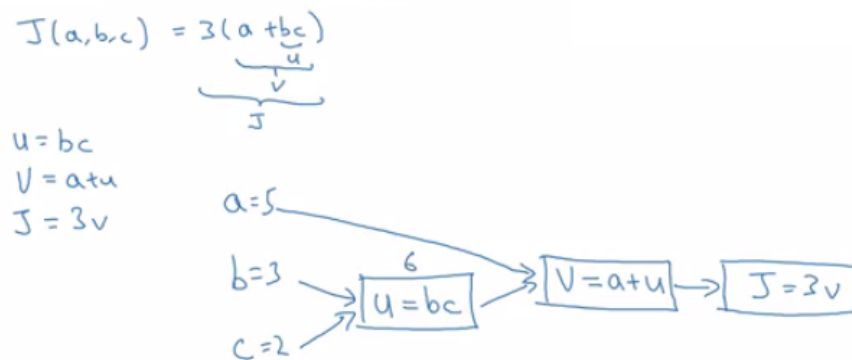 J(a,b,c) = 3(a+bc)
u
V
J
u = bc
V = a+u
J = 3v
a=5
b=3
6
u = bc
V = a+u
J = 3v
c=2